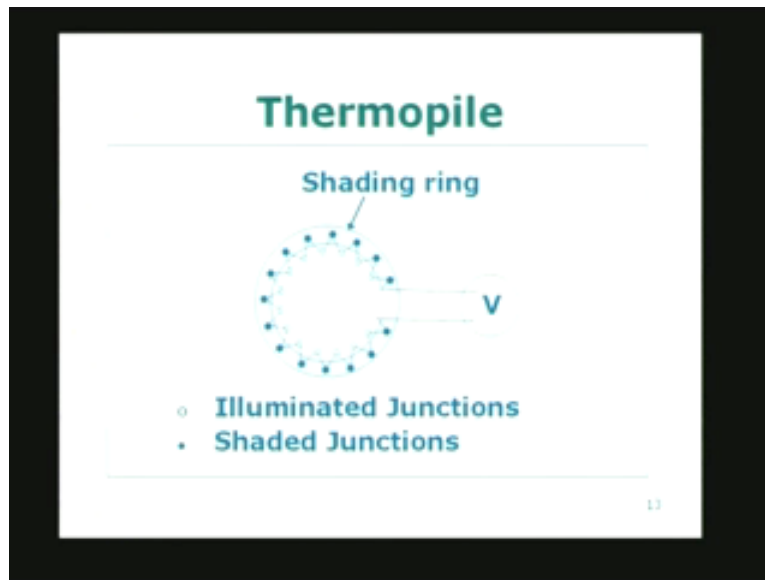 Thermopile
Shading ring
V
Illuminated Junctions
Shaded Junctions